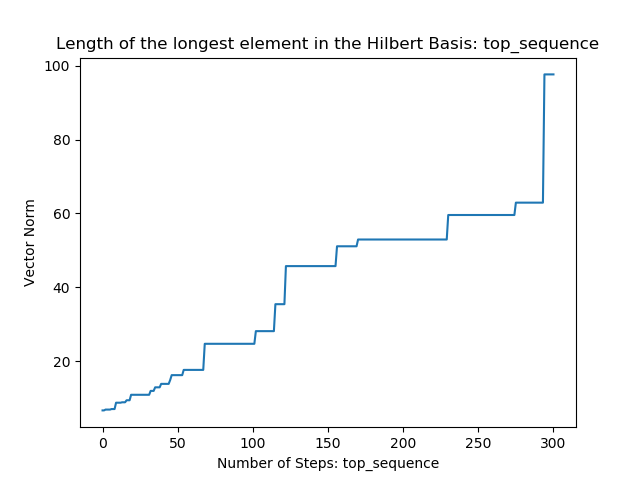 Length of the longest element in the Hilbert Basis: top_sequence
100
80
60
40
20
Vector Norm
0 50 100 150 200 250 300
Number of Steps: top_sequence